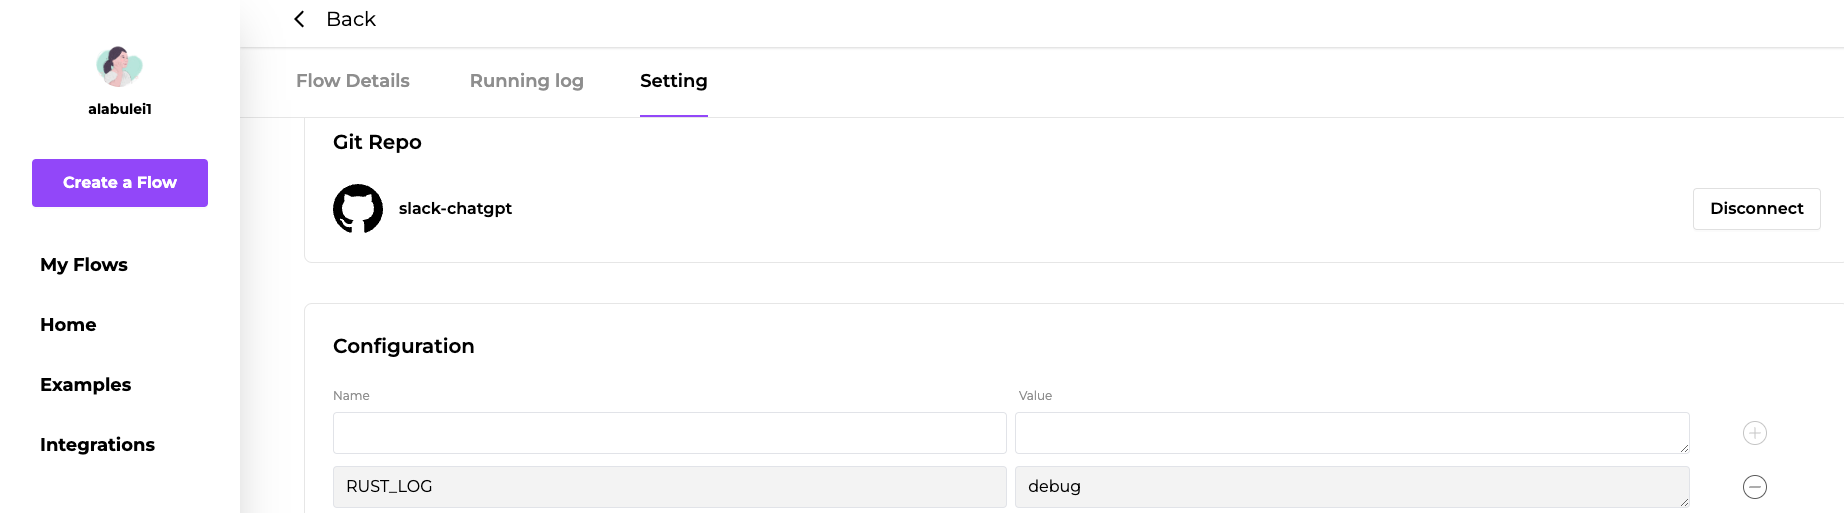 Back
Flow Details Running log Setting
alabulei1
Create a Flow
My Flows
Home
Examples
Integrations
Git Repo
slack-chatgpt Disconnect
Configuration
Name Value
RUST_LOG debug